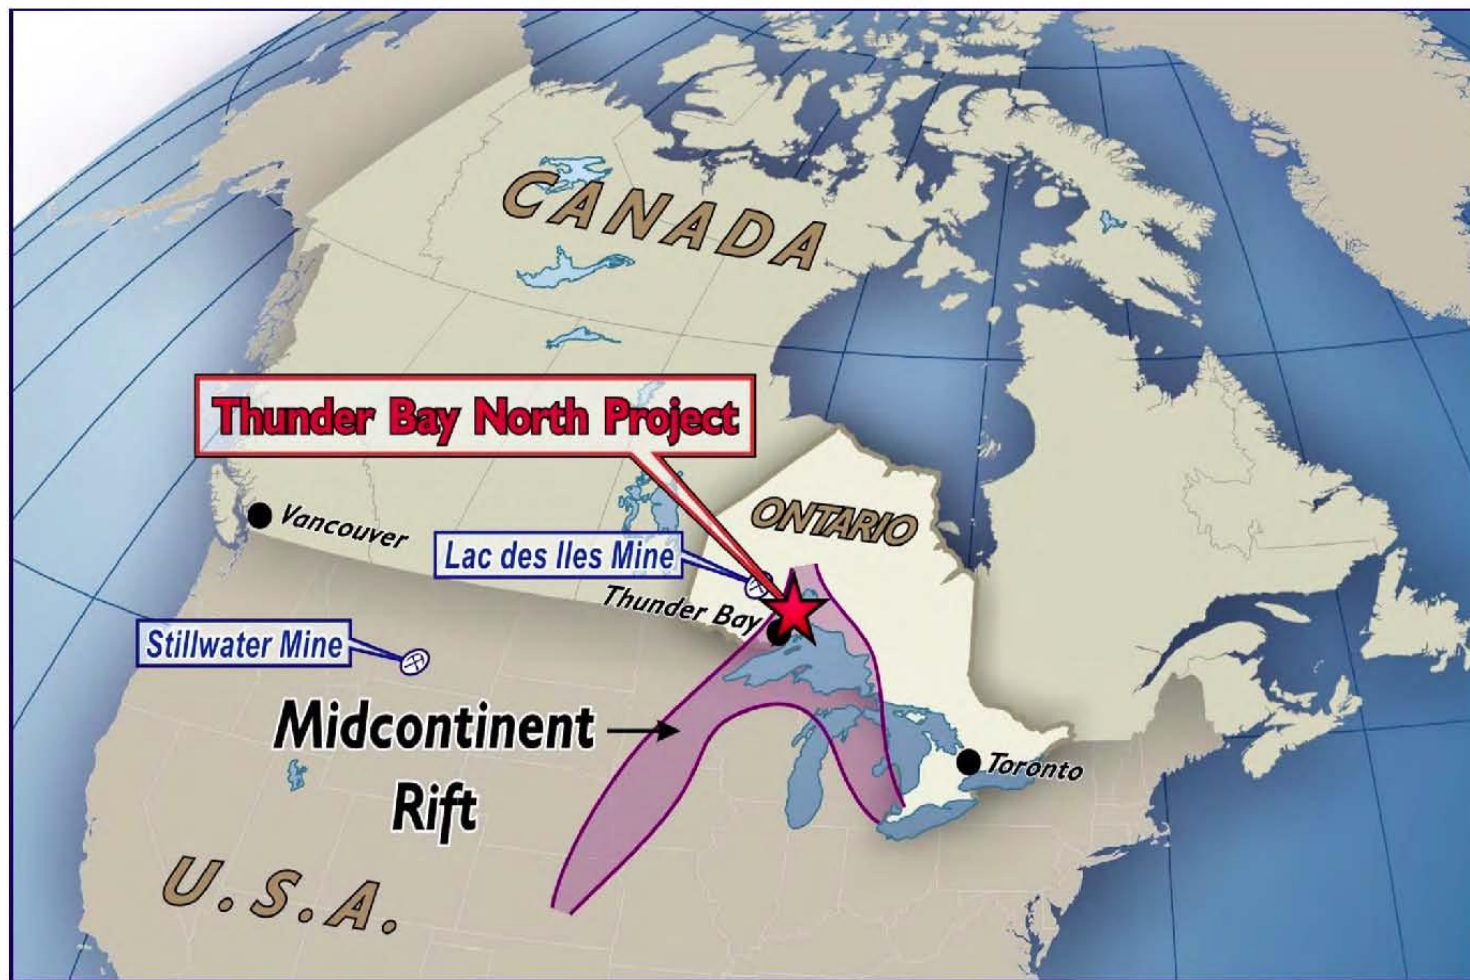 CANADA
Thunder Bay North Project
ONTARIO
Vancouver
Lac des Iles Mine
Thunder Bay
Stillwater Mine
Midcontinent
Rift
Toronto
U.S.A.